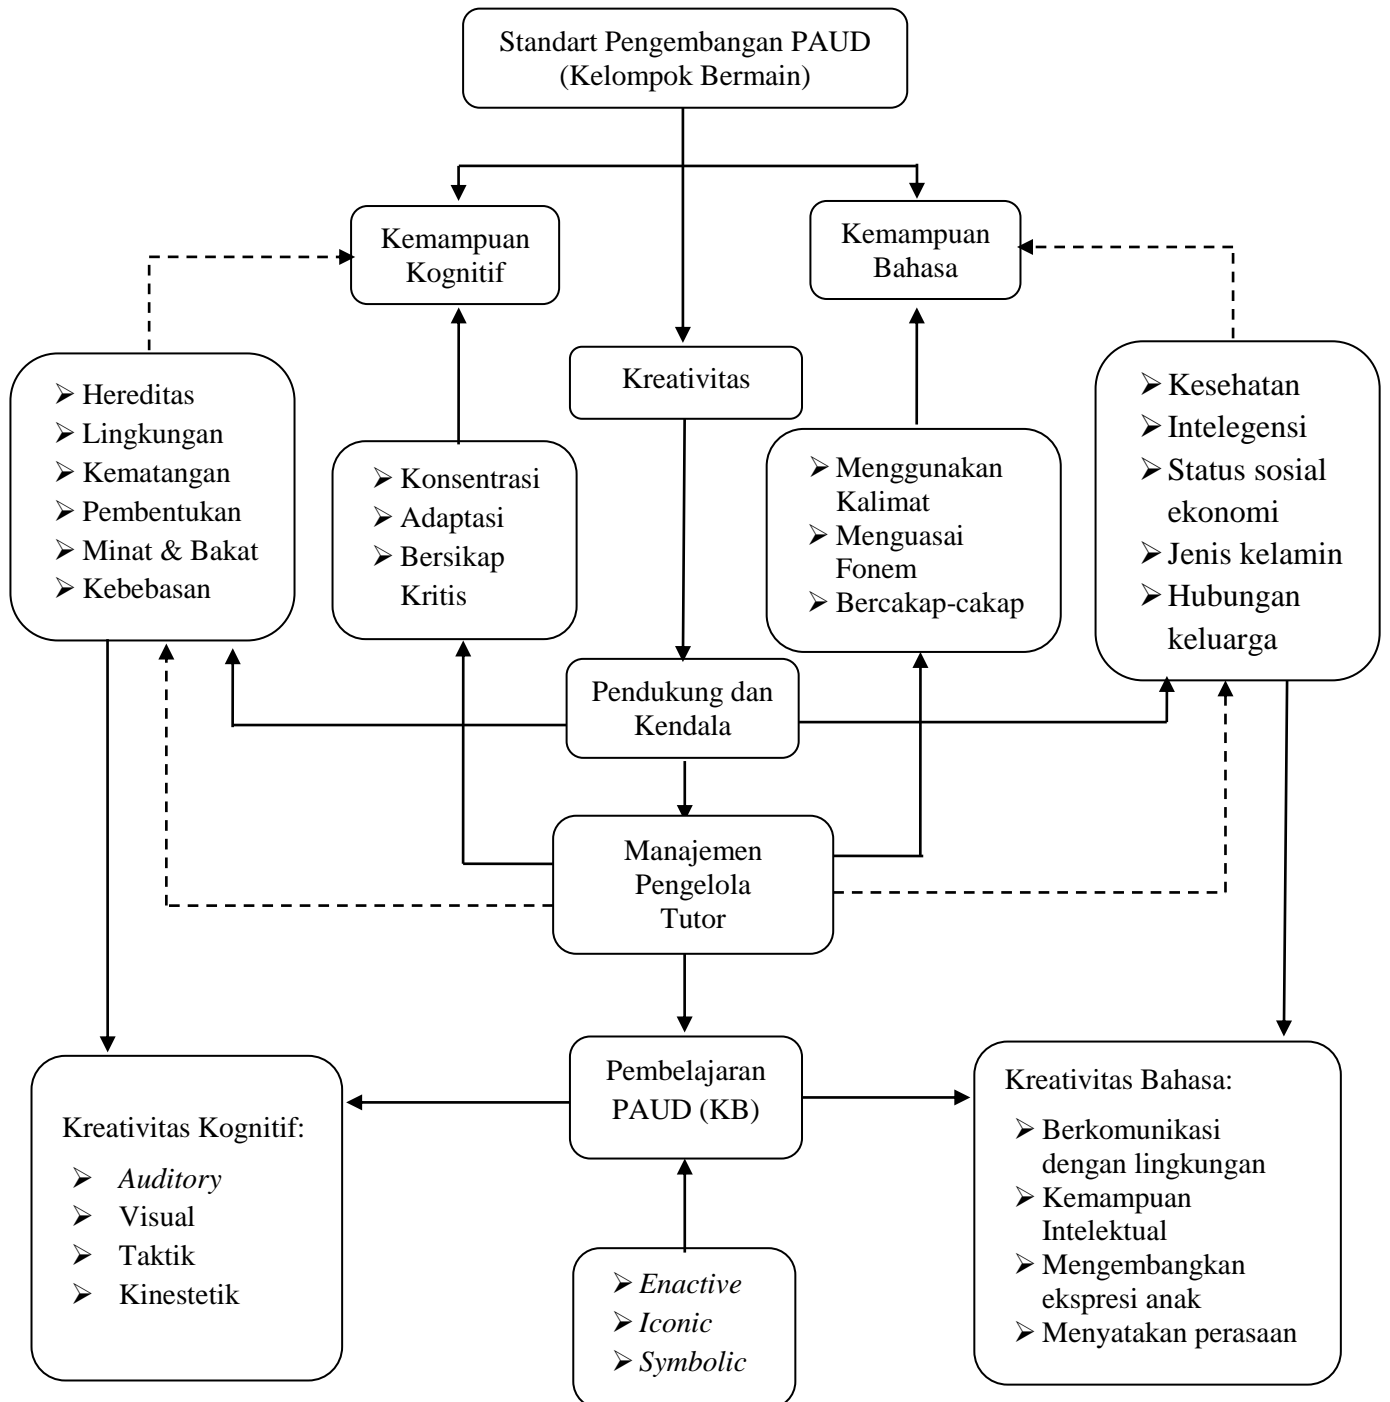 Standart Pengembangan PAUD
(Kelompok Bermain)
Kemampuan
Kognitif
Kemampuan
Bahasa
Kreativitas
➢ Hereditas
➢ Lingkungan
➢ Kematangan
➢ Pembentukan
➢ Minat & Bakat
➢ Kebebasan
➢ Konsentrasi
➢ Adaptasi
➢ Bersikap
Kritis
➢ Menggunakan
Kalimat
➢ Menguasai
Fonem
➢ Bercakap-cakap
➢ Kesehatan
➢ Intelegensi
➢ Status sosial
ekonomi
➢ Jenis kelamin
➢ Hubungan
keluarga
Pendukung dan
Kendala
Manajemen
Pengelola
Tutor
Pembelajaran
PAUD (KB)
Kreativitas Kognitif:
➢ Auditory
➢ Visual
➢ Taktik
➢ Kinestetik
➢ Enactive
➢ Iconic
➢ Symbolic
Kreativitas Bahasa:
➢ Berkomunikasi
dengan lingkungan
➢ Kemampuan
Intelektual
➢ Mengembangkan
ekspresi anak
➢ Menyatakan perasaan